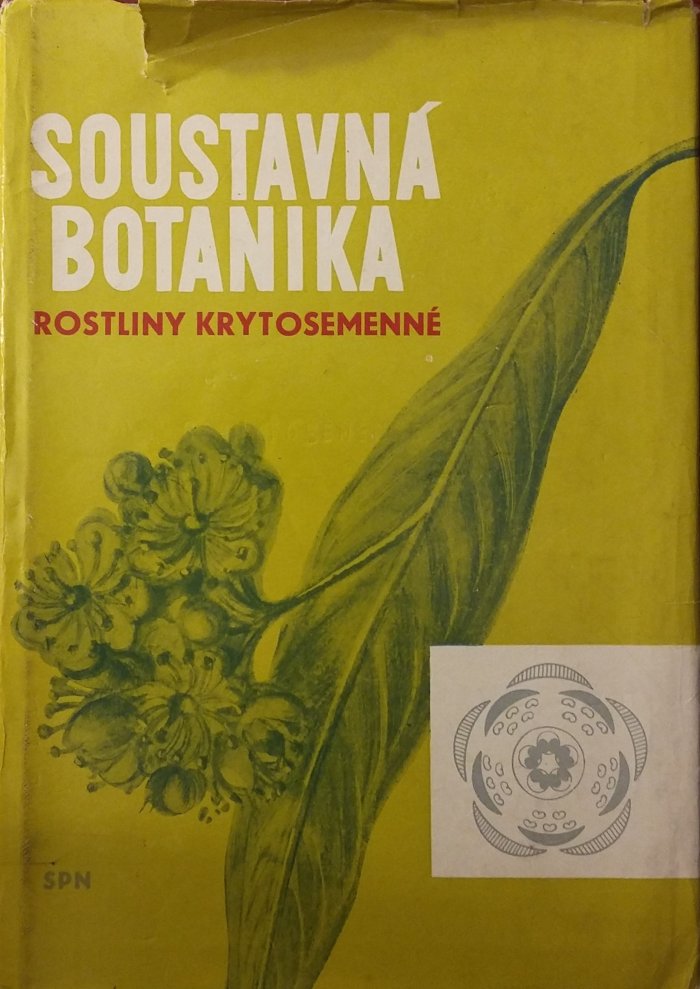 SOUSTAVNÁ
BOTANIKA
ROSTLINY KRYTOSEMENNÉ
SPN